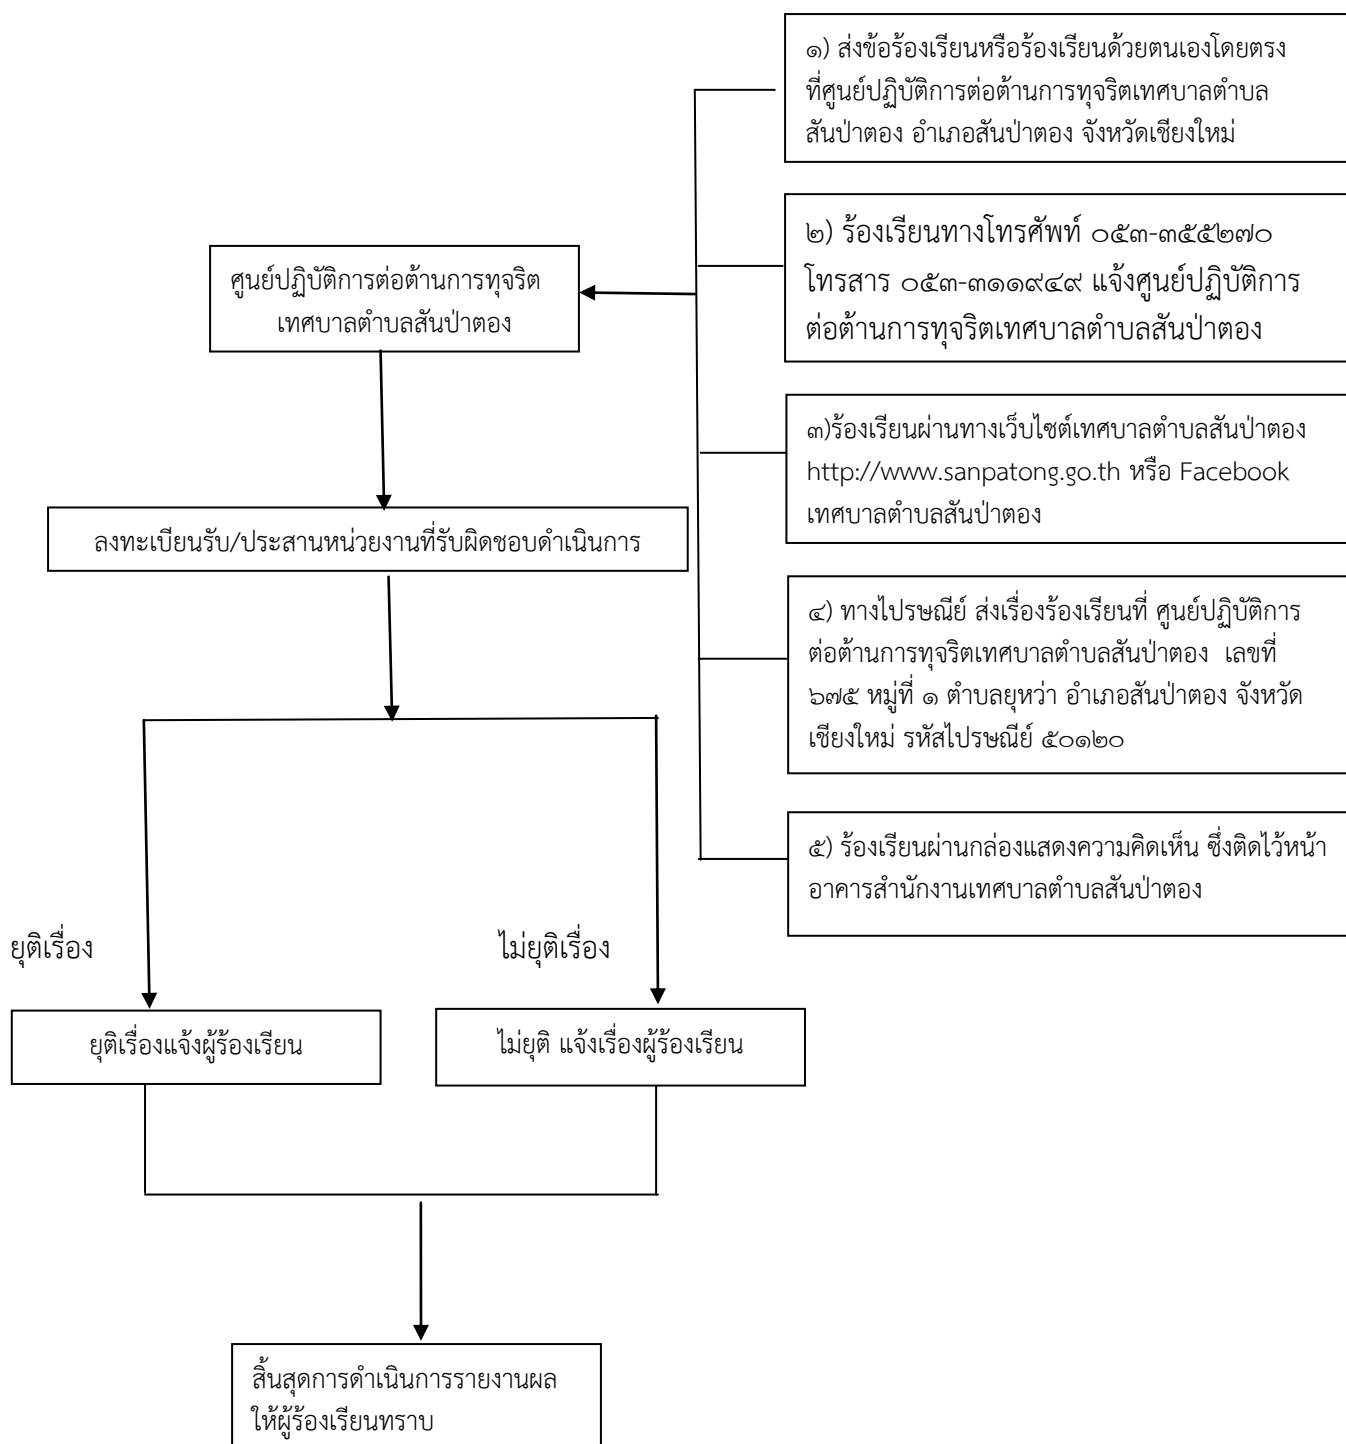 ๑) ส่งข้อร้องเรียนหรือร้องเรียนด้วยตนเองโดยตรง
ที่ศูนย์ปฏิบัติการต่อต้านการทุจริตเทศบาลตำบล
สันป่าตอง อำเภอสันป่าตอง จังหวัดเชียงใหม่
๒) ร้องเรียนทางโทรศัพท์ ๐๕๓-๓๕๕๒๗๐
โทรสาร ๐๕๓-๓๑๑๙๔๙ แจ้งศูนย์ปฏิบัติการ
ต่อต้านการทุจริตเทศบาลตำบลสันป่าตอง
๓)ร้องเรียนผ่านทางเว็บไซต์เทศบาลตำบลสันป่าตอง
http://www.sanpatong.go.th หรือ Facebook
เทศบาลตำบลสันป่าตอง
๔) ทางไปรษณีย์ ส่งเรื่องร้องเรียนที่ ศูนย์ปฏิบัติการ
ต่อต้านการทุจริตเทศบาลตำบลสันป่าตอง เลขที่
๖๗๕ หมู่ที่ ๑ ตำบลยุหว่า อำเภอสันป่าตอง จังหวัด
เชียงใหม่ รหัสไปรษณีย์ ๕๐๑๒๐
๕) ร้องเรียนผ่านกล่องแสดงความคิดเห็น ซึ่งติดไว้หน้า
อาคารสำนักงานเทศบาลตำบลสันป่าตอง
ศูนย์ปฏิบัติการต่อต้านการทุจริต
เทศบาลตำบลสันป่าตอง
ลงทะเบียนรับ/ประสานหน่วยงานที่รับผิดชอบดำเนินการ
ยุติเรื่อง
ไม่ยุติเรื่อง
ยุติเรื่องแจ้งผู้ร้องเรียน
ไม่ยุติ แจ้งเรื่องผู้ร้องเรียน
สิ้นสุดการดำเนินการรายงานผล
ให้ผู้ร้องเรียนทราบ